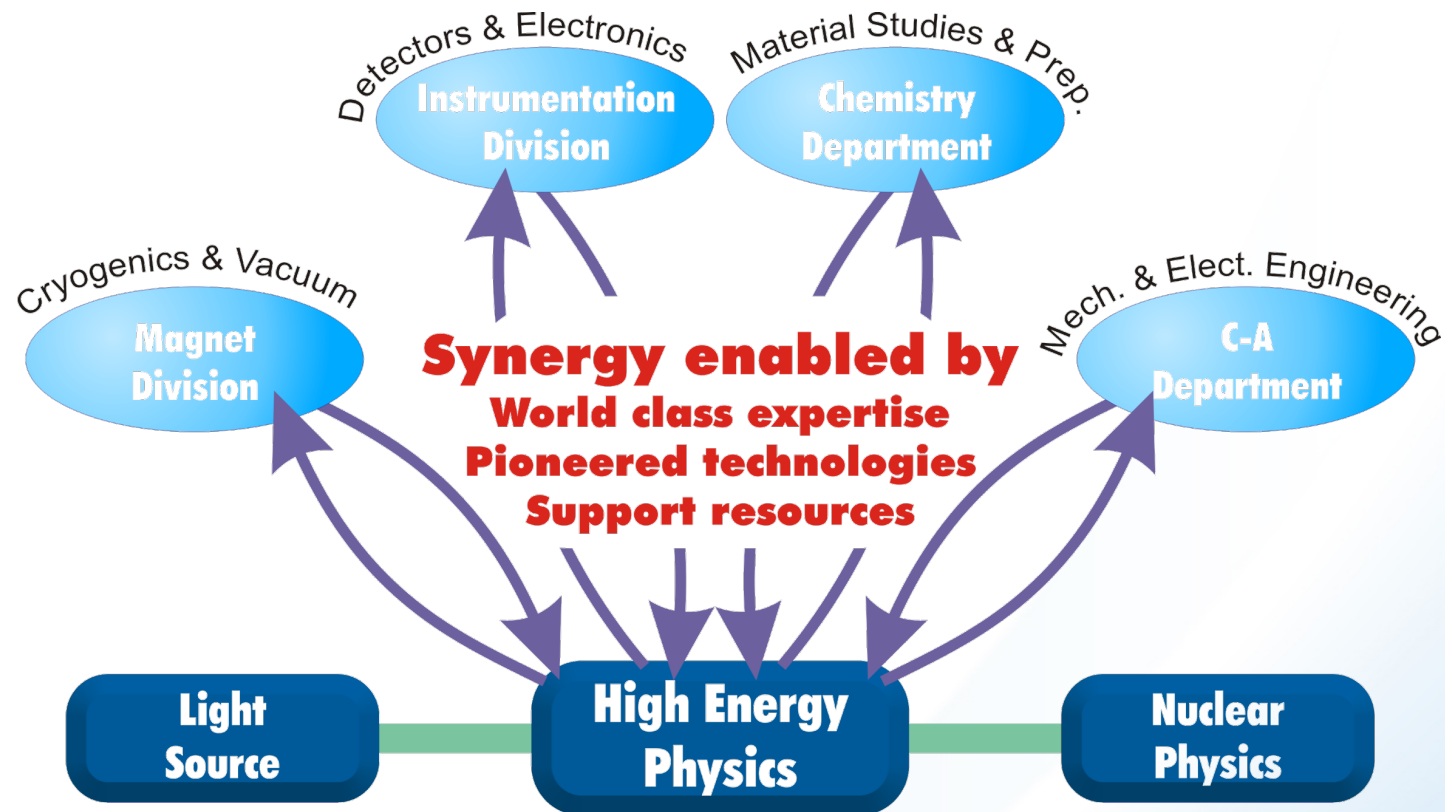 Detectors & Electronics
Instrumentation
Division
Material Studies & Prep.
Chemistry
Department
Cryogenics & Vacuum
Magnet
Division
Mech. & Elect. Engineering
C-A
Department
Synergy enabled by
World class expertise
Pioneered technologies
Support resources
Light
Source
High Energy
Physics
Nuclear
Physics